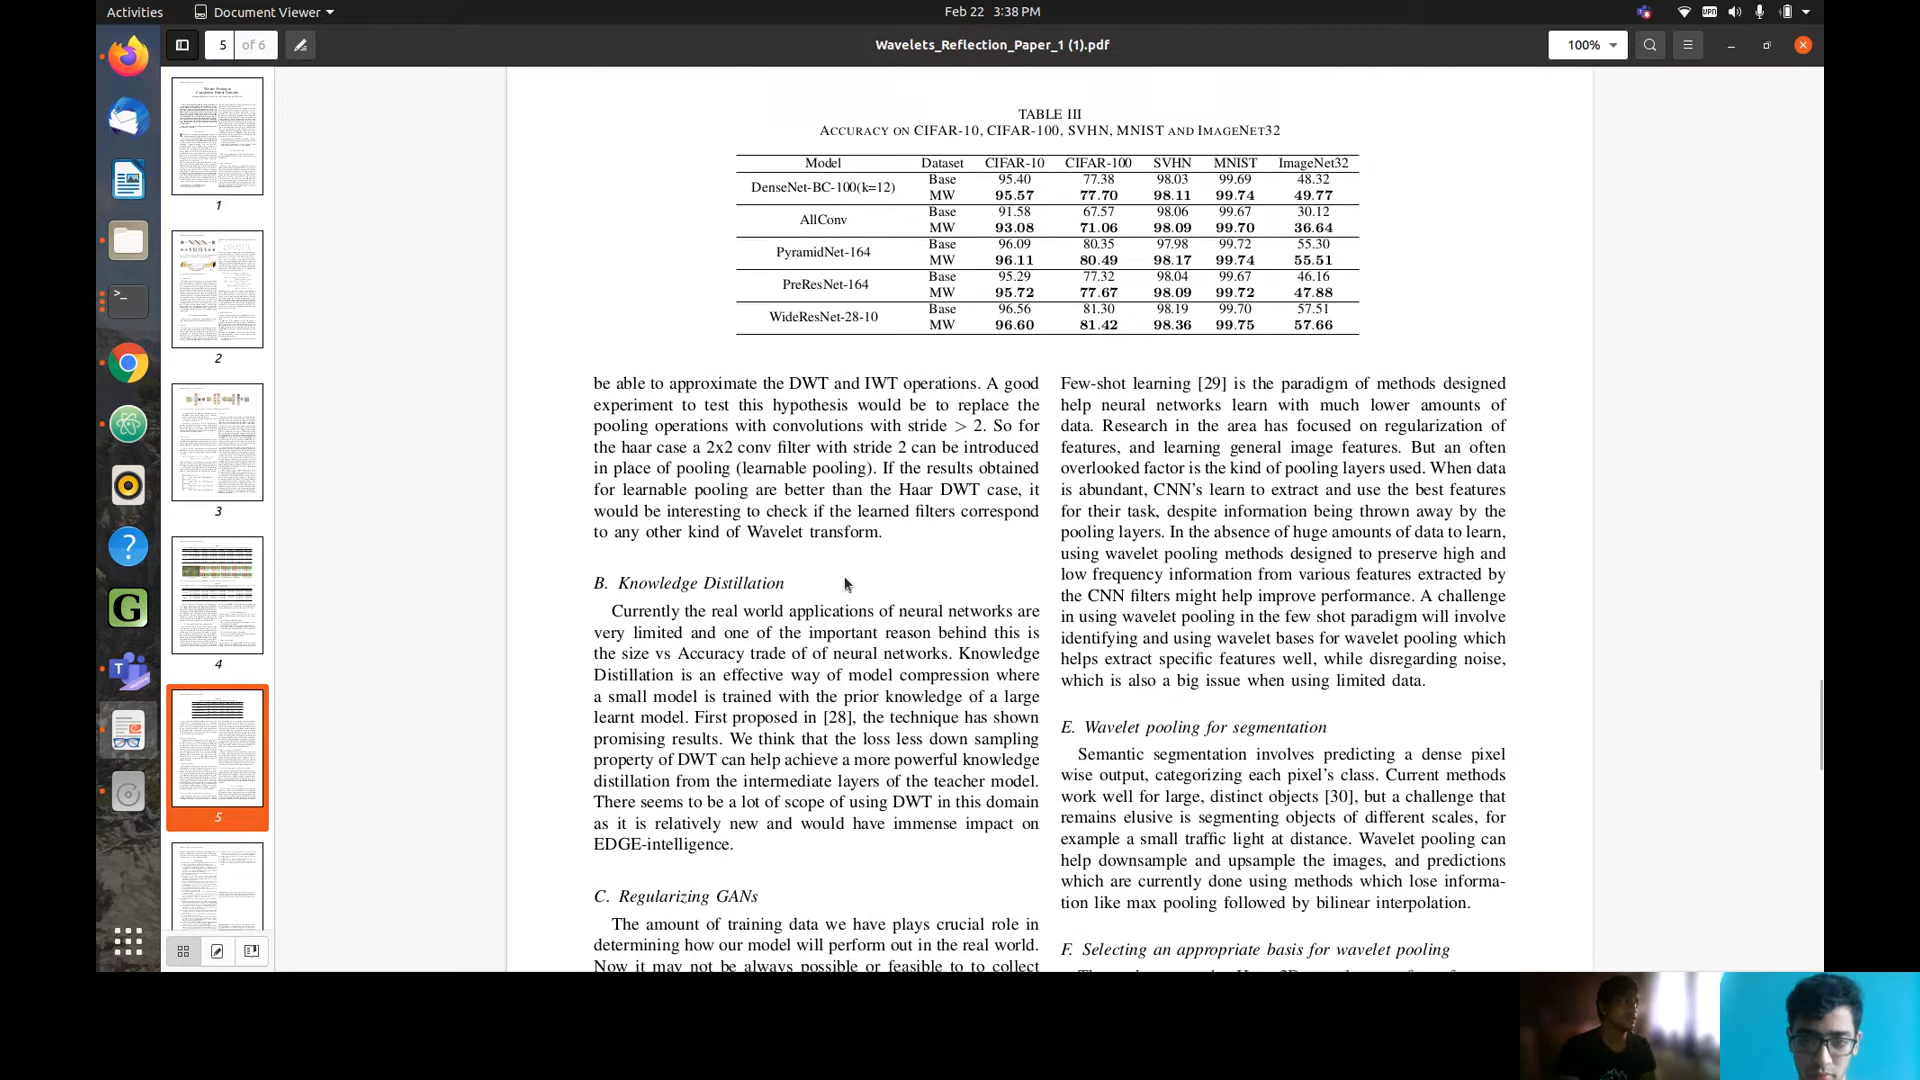 Activities
Document Viewer
Feb 22 3:38 PM
VPN
5
of 6
Wavelets_Reflection_Paper_1 (1).pdf
100%
TABLE III
ACCURACY ON CIFAR-10, CIFAR-100, SVHN, MNIST AND IMAGENET32
Model Dataset CIFAR-10 CIFAR-100 SVHN MNIST ImageNet32
DenseNet-BC-100(k=12) Base 95.40 77.38 98.03 99.69 48.32
MW 95.57 77.70 98.11 99.74 49.77
AllConv Base 91.58 67.57 98.06 99.67 30.12
MW 93.08 71.06 98.09 99.70 36.64
PyramidNet-164 Base 96.09 80.35 97.98 99.72 55.30
MW 96.11 80.49 98.17 99.74 55.51
PreResNet-164 Base 95.29 77.32 98.04 99.67 46.16
MW 95.72 77.67 98.09 99.72 47.88
WideResNet-28-10 Base 96.56 81.30 98.19 99.70 57.51
MW 96.60 81.42 98.36 99.75 57.66
be able to approximate the DWT and IWT operations. A good
experiment to test this hypothesis would be to replace the
pooling operations with convolutions with stride > 2. So for
the haar case a 2x2 conv filter with stride 2 can be introduced
in place of pooling (learnable pooling). If the results obtained
for learnable pooling are better than the Haar DWT case, it
would be interesting to check if the learned filters correspond
to any other kind of Wavelet transform.
B. Knowledge Distillation
Currently the real world applications of neural networks are
very limited and one of the important reason behind this is
the size vs Accuracy trade of of neural networks. Knowledge
Distillation is an effective way of model compression where
a small model is trained with the prior knowledge of a large
learnt model. First proposed in [28], the technique has shown
promising results. We think that the loss less down sampling
property of DWT can help achieve a more powerful knowledge
distillation from the intermediate layers of the teacher model.
There seems to be a lot of scope of using DWT in this domain
as it is relatively new and would have immense impact on
EDGE-intelligence.
C. Regularizing GANs
The amount of training data we have plays crucial role in
determining how our model will perform out in the real world.
Now it may not be always possible or feasible to to collect
Few-shot learning [29] is the paradigm of methods designed
help neural networks learn with much lower amounts of
data. Research in the area has focused on regularization of
features, and learning general image features. But an often
overlooked factor is the kind of pooling layers used. When data
is abundant, CNN's learn to extract and use the best features
for their task, despite information being thrown away by the
pooling layers. In the absence of huge amounts of data to learn,
using wavelet pooling methods designed to preserve high and
low frequency information from various features extracted by
the CNN filters might help improve performance. A challenge
in using wavelet pooling in the few shot paradigm will involve
identifying and using wavelet bases for wavelet pooling which
helps extract specific features well, while disregarding noise,
which is also a big issue when using limited data.
E. Wavelet pooling for segmentation
Semantic segmentation involves predicting a dense pixel
wise output, categorizing each pixel's class. Current methods
work well for large, distinct objects [30], but a challenge that
remains elusive is segmenting objects of different scales, for
example a small traffic light at distance. Wavelet pooling can
help downsample and upsample the images, and predictions
which are currently done using methods which lose informa-
tion like max pooling followed by bilinear interpolation.
F. Selecting an appropriate basis for wavelet pooling
1
2
3
4
5